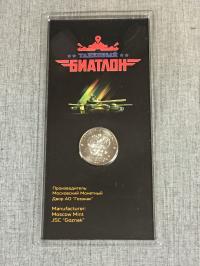 ТАНКОВЫЙ
БИАТЛОН
Производитель:
Московский Монетный
Двор АО "Гознак"
Manufacturer:
Moscow Mint
JSC "Goznak"